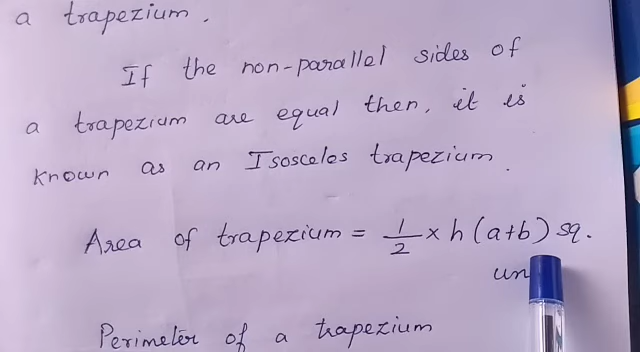 a trapezium.
If the non-parallel sides of
a trapezium are equal then, it is
known as an Isosceles trapezium.
Area of trapezium = 1/2 × h (a+b) sq.
un
Perimeter of a trapezium